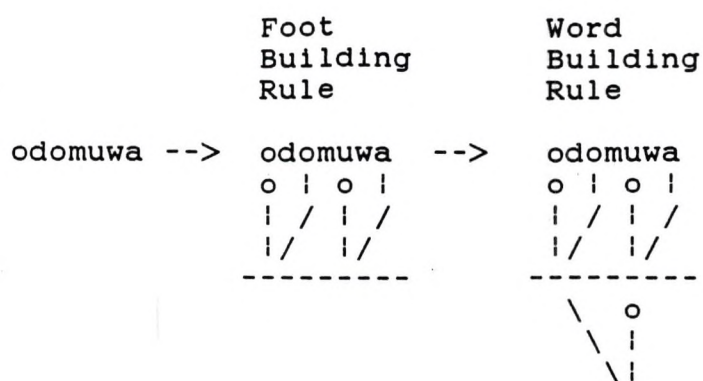 Foot Word
Building Building
Rule Rule
odomuwa --> odomuwa --> odomuwa
o ¦ o ¦ o ¦ o ¦
¦ / ¦ / ¦ / ¦ /
¦/ ¦/ ¦/ ¦/
--------- ---------
\ o
\ ¦
\¦